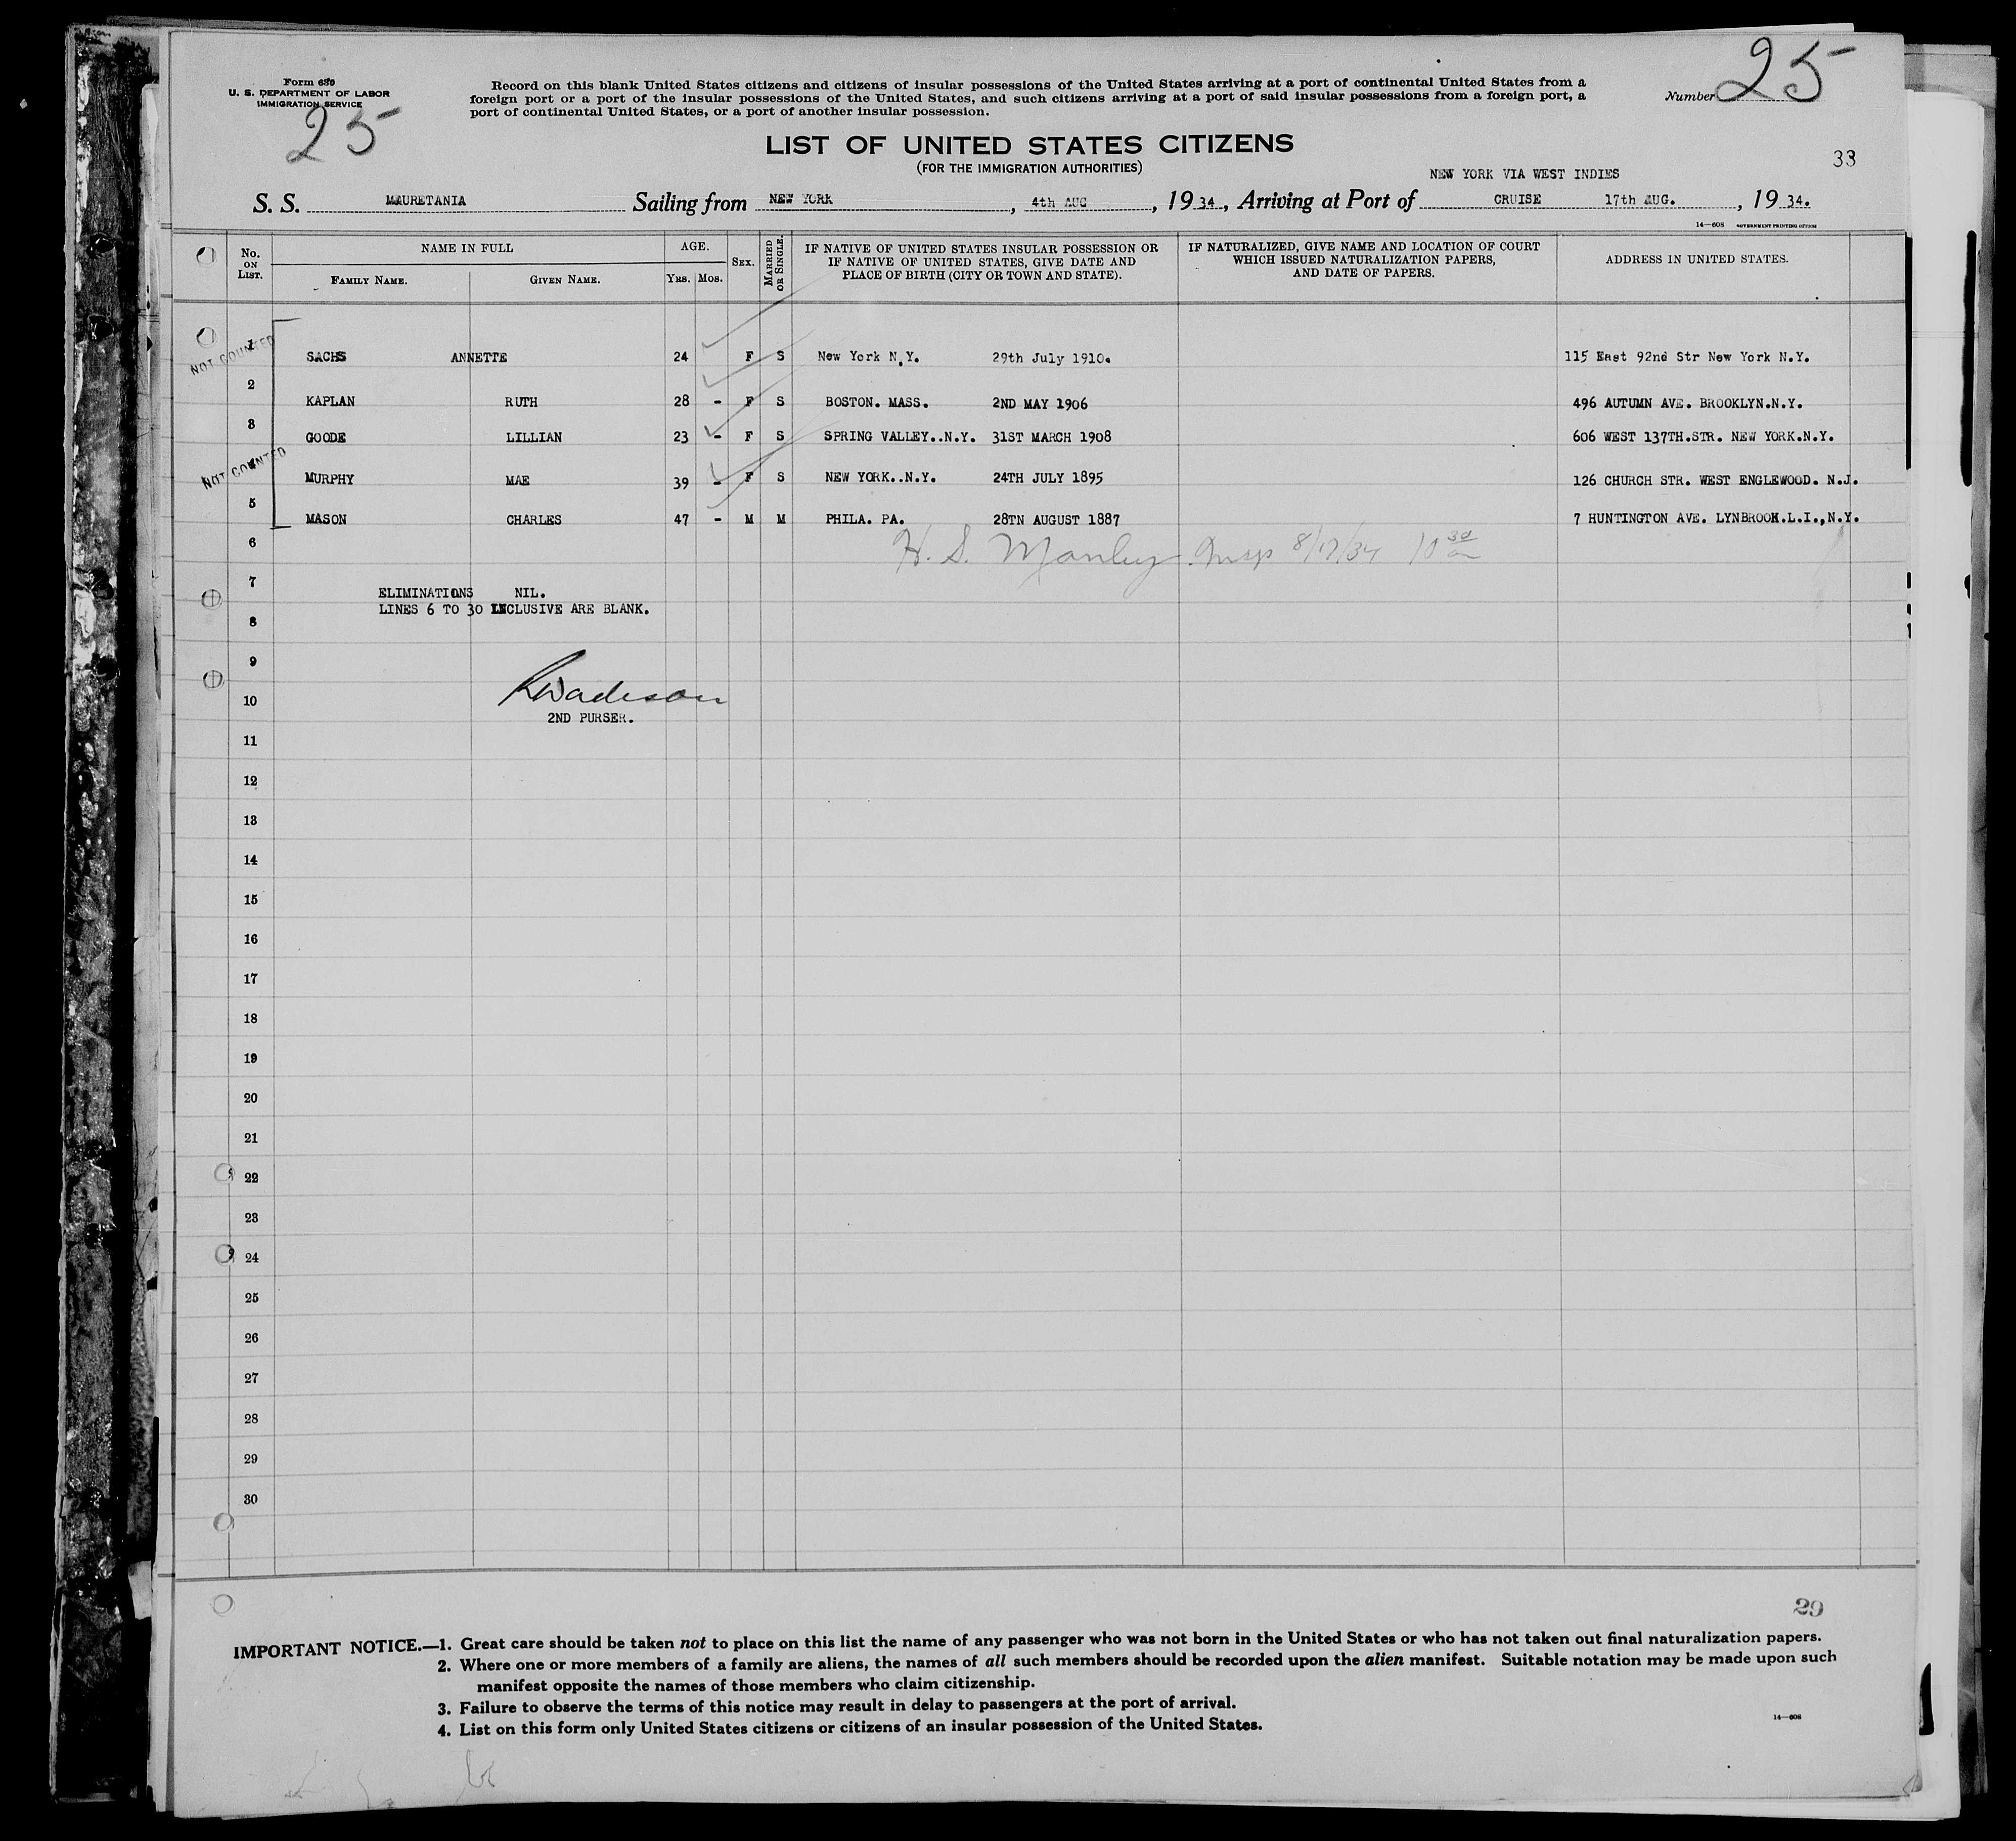 Form 630
U. S. DEPARTMENT OF LABOR
IMMIGRATION SERVICE
25
Record on this blank United States citizens and citizens of insular possessions of the United States arriving at a port of continental United States from a
foreign port or a port of the insular possessions of the United States, and such citizens arriving at a port of said insular possessions from a foreign port, a
port of continental United States, or a port of another insular possession.
Number 25
LIST OF UNITED STATES CITIZENS
(FOR THE IMMIGRATION AUTHORITIES)
33
NEW YORK VIA WEST INDIES
S. S. MAURETANIA Sailing from NEW YORK, 4th AUG, 1934, Arriving at Port of CRUISE 17th AUG., 1934.
14—608 GOVERNMENT PRINTING OFFICE
No. ON LIST.
NAME IN FULL
FAMILY NAME. GIVEN NAME.
AGE.
YRS. MOS.
SEX.
MARRIED OR SINGLE.
IF NATIVE OF UNITED STATES INSULAR POSSESSION OR
IF NATIVE OF UNITED STATES, GIVE DATE AND
PLACE OF BIRTH (CITY OR TOWN AND STATE).
IF NATURALIZED, GIVE NAME AND LOCATION OF COURT
WHICH ISSUED NATURALIZATION PAPERS,
AND DATE OF PAPERS.
ADDRESS IN UNITED STATES.
NOT COUNTED
1 SACHS ANNETTE 24 F S New York N.Y. 29th July 1910. 115 East 92nd Str New York N.Y.
2 KAPLAN RUTH 28 - F S BOSTON. MASS. 2ND MAY 1906 496 AUTUMN AVE. BROOKLYN.N.Y.
3 GOODE LILLIAN 23 - F S SPRING VALLEY..N.Y. 31ST MARCH 1908 606 WEST 137TH.STR. NEW YORK.N.Y.
NOT COUNTED
4 MURPHY MAE 39 - F S NEW YORK..N.Y. 24TH JULY 1895 126 CHURCH STR. WEST ENGLEWOOD. N.J.
5 MASON CHARLES 47 - M M PHILA. PA. 28TN AUGUST 1887 7 HUNTINGTON AVE. LYNBROOK.L.I.,N.Y.
6 H. S. Manley Insp 8/17/34 10 30 am
7 ELIMINATIONS NIL.
LINES 6 TO 30 INCLUSIVE ARE BLANK.
8
9
10
2ND PURSER.
11
12
13
14
15
16
17
18
19
20
21
22
23
24
25
26
27
28
29
30
29
IMPORTANT NOTICE.—1. Great care should be taken not to place on this list the name of any passenger who was not born in the United States or who has not taken out final naturalization papers.
2. Where one or more members of a family are aliens, the names of all such members should be recorded upon the alien manifest. Suitable notation may be made upon such
manifest opposite the names of those members who claim citizenship.
3. Failure to observe the terms of this notice may result in delay to passengers at the port of arrival.
4. List on this form only United States citizens or citizens of an insular possession of the United States.
14—608